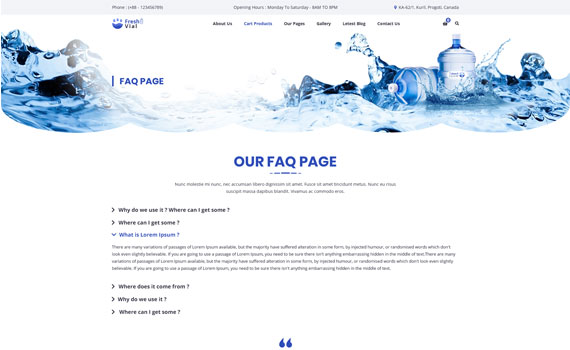 Phone : (+88 - 123456789)
Opening Hours : Monday To Saturday - 8AM TO 9PM
KA-62/1, Kuril, Progoti, Canada
Fresh
Vial
About Us
Cart Products
Our Pages
Gallery
Letest Blog
Contact Us
FAQ PAGE
OUR FAQ PAGE
Nunc molestie mi nunc, nec accumsan libero dignissim sit amet. Fusce sit amet tincidunt metus. Nunc eu risus
suscipit massa dapibus blandit. Vivamus ac commodo eros.
Why do we use it ? Where can I get some ?
Where can I get some ?
What is Lorem Ipsum ?
There are many variations of passages of Lorem Ipsum available, but the majority have suffered alteration in some form, by injected humour, or randomised words which don't
look even slightly believable. If you are going to use a passage of Lorem Ipsum, you need to be sure there isn't anything embarrassing hidden in the middle of text.There are many
variations of passages of Lorem Ipsum available, but the majority have suffered alteration in some form, by injected humour, or randomised words which don't look even slightly
believable. If you are going to use a passage of Lorem Ipsum, you need to be sure there isn't anything embarrassing hidden in the middle of text.
Where does it come from ?
Why do we use it ?
Where can I get some ?